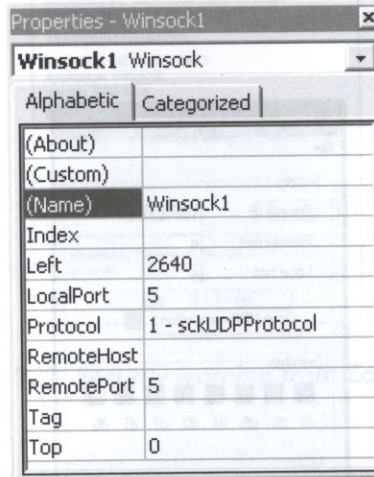 Properties - Winsock1
Winsock1 Winsock
Alphabetic Categorized
(About)
(Custom)
(Name) Winsock1
Index
Left 2640
LocalPort 5
Protocol 1 - sckUDPProtocol
RemoteHost
RemotePort 5
Tag
Top 0